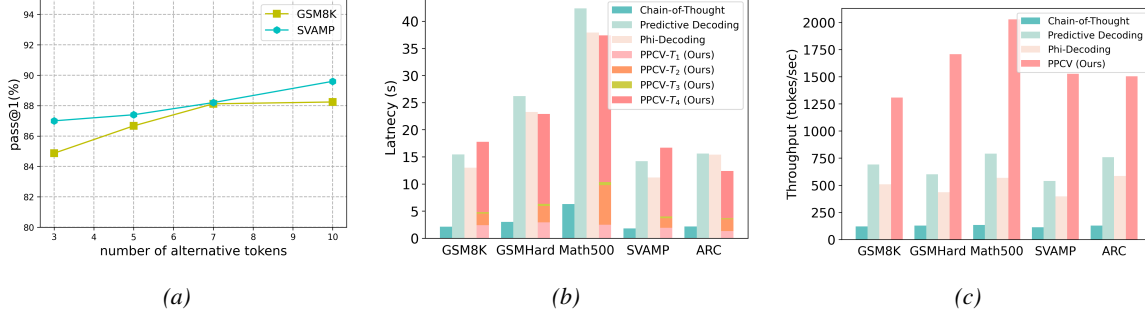 GSM8K
SVAMP
pass@1(%)
94
92
90
88
86
84
82
80
3
4
5
6
7
8
9
10
number of alternative tokens
(a)
Chain-of-Thought
Predictive Decoding
Phi-Decoding
PPCV-T1 (Ours)
PPCV-T2 (Ours)
PPCV-T3 (Ours)
PPCV-T4 (Ours)
Latnecy (s)
40
35
30
25
20
15
10
5
0
GSM8K
GSMHard
Math500
SVAMP
ARC
(b)
Chain-of-Thought
Predictive Decoding
Phi-Decoding
PPCV (Ours)
Throughput (tokes/sec)
2000
1750
1500
1250
1000
750
500
250
0
GSM8K
GSMHard
Math500
SVAMP
ARC
(c)